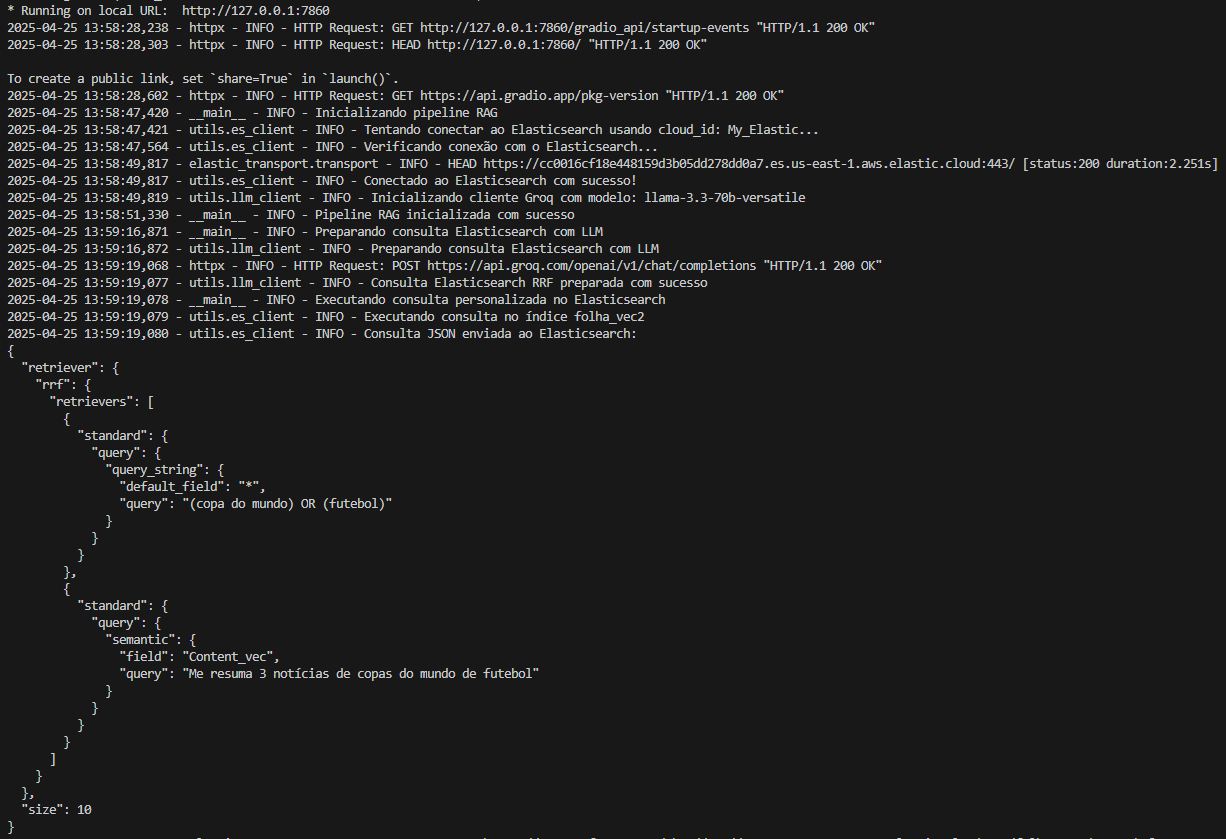 * Running on local URL:  http://127.0.0.1:7860
2025-04-25 13:58:28,238 - httpx - INFO - HTTP Request: GET http://127.0.0.1:7860/gradio_api/startup-events "HTTP/1.1 200 OK"
2025-04-25 13:58:28,303 - httpx - INFO - HTTP Request: HEAD http://127.0.0.1:7860/ "HTTP/1.1 200 OK"
To create a public link, set `share=True` in `launch()`.
2025-04-25 13:58:28,602 - httpx - INFO - HTTP Request: GET https://api.gradio.app/pkg-version "HTTP/1.1 200 OK"
2025-04-25 13:58:47,420 - __main__ - INFO - Inicializando pipeline RAG
2025-04-25 13:58:47,421 - utils.es_client - INFO - Tentando conectar ao Elasticsearch usando cloud_id: My_Elastic...
2025-04-25 13:58:47,564 - utils.es_client - INFO - Verificando conexão com o Elasticsearch...
2025-04-25 13:58:49,817 - elastic_transport.transport - INFO - HEAD https://cc0016cf18e448159d3b05dd278dd0a7.es.us-east-1.aws.elastic.cloud:443/ [status:200 duration:2.251s]
2025-04-25 13:58:49,817 - utils.es_client - INFO - Conectado ao Elasticsearch com sucesso!
2025-04-25 13:58:49,819 - utils.llm_client - INFO - Inicializando cliente Groq com modelo: llama-3.3-70b-versatile
2025-04-25 13:58:51,330 - __main__ - INFO - Pipeline RAG inicializada com sucesso
2025-04-25 13:59:16,871 - __main__ - INFO - Preparando consulta Elasticsearch com LLM
2025-04-25 13:59:16,872 - utils.llm_client - INFO - Preparando consulta Elasticsearch com LLM
2025-04-25 13:59:19,068 - httpx - INFO - HTTP Request: POST https://api.groq.com/openai/v1/chat/completions "HTTP/1.1 200 OK"
2025-04-25 13:59:19,077 - utils.llm_client - INFO - Consulta Elasticsearch RRF preparada com sucesso
2025-04-25 13:59:19,078 - __main__ - INFO - Executando consulta personalizada no Elasticsearch
2025-04-25 13:59:19,079 - utils.es_client - INFO - Executando consulta no índice folha_vec2
2025-04-25 13:59:19,080 - utils.es_client - INFO - Consulta JSON enviada ao Elasticsearch:
{
  "retriever": {
    "rrf": {
      "retrievers": [
        {
          "standard": {
            "query": {
              "query_string": {
                "default_field": "*",
                "query": "(copa do mundo) OR (futebol)"
              }
            }
          }
        },
        {
          "standard": {
            "query": {
              "semantic": {
                "field": "Content_vec",
                "query": "Me resuma 3 notícias de copas do mundo de futebol"
              }
            }
          }
        }
      ]
    }
  },
  "size": 10
}